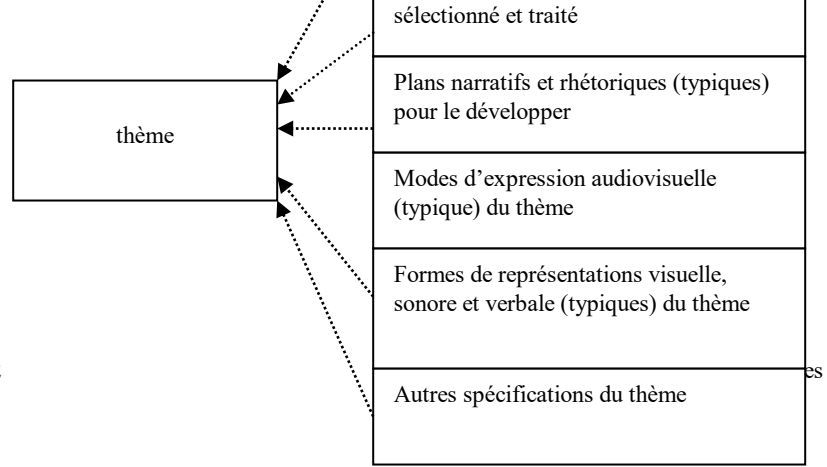 sélectionné et traité
Plans narratifs et rhétoriques (typiques)
pour le développer
thème
Modes d’expression audiovisuelle
(typique) du thème
Formes de représentations visuelle,
sonore et verbale (typiques) du thème
es
Autres spécifications du thème